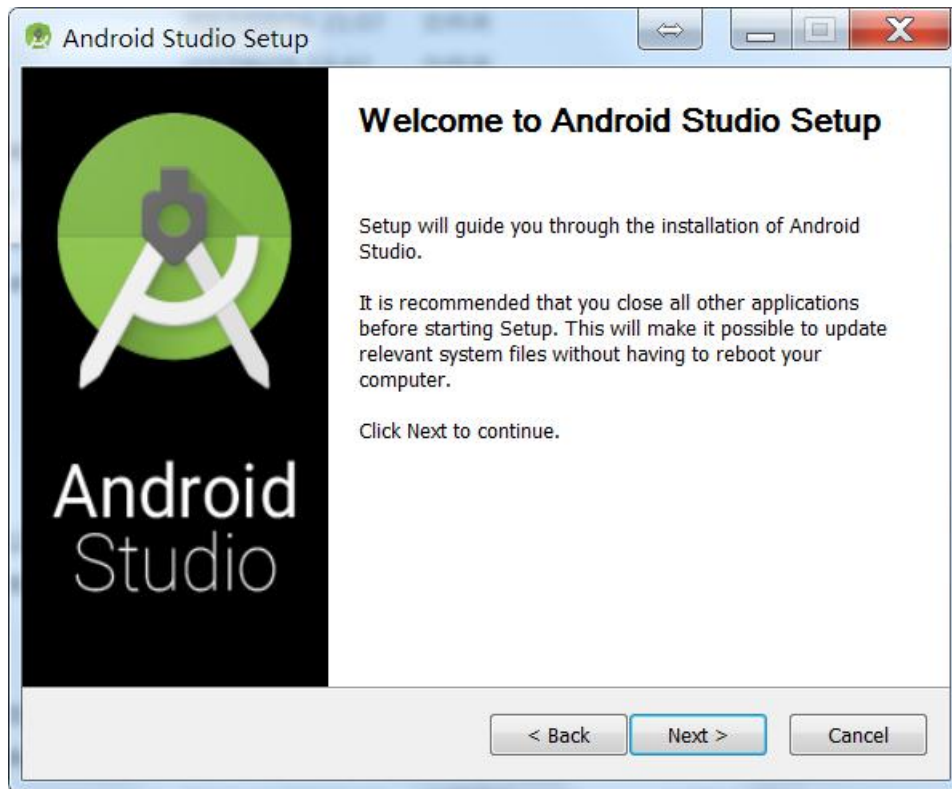 Android Studio Setup
Welcome to Android Studio Setup
Setup will guide you through the installation of Android
Studio.
It is recommended that you close all other applications
before starting Setup. This will make it possible to update
relevant system files without having to reboot your
computer.
Click Next to continue.
Android
Studio
< Back Next > Cancel